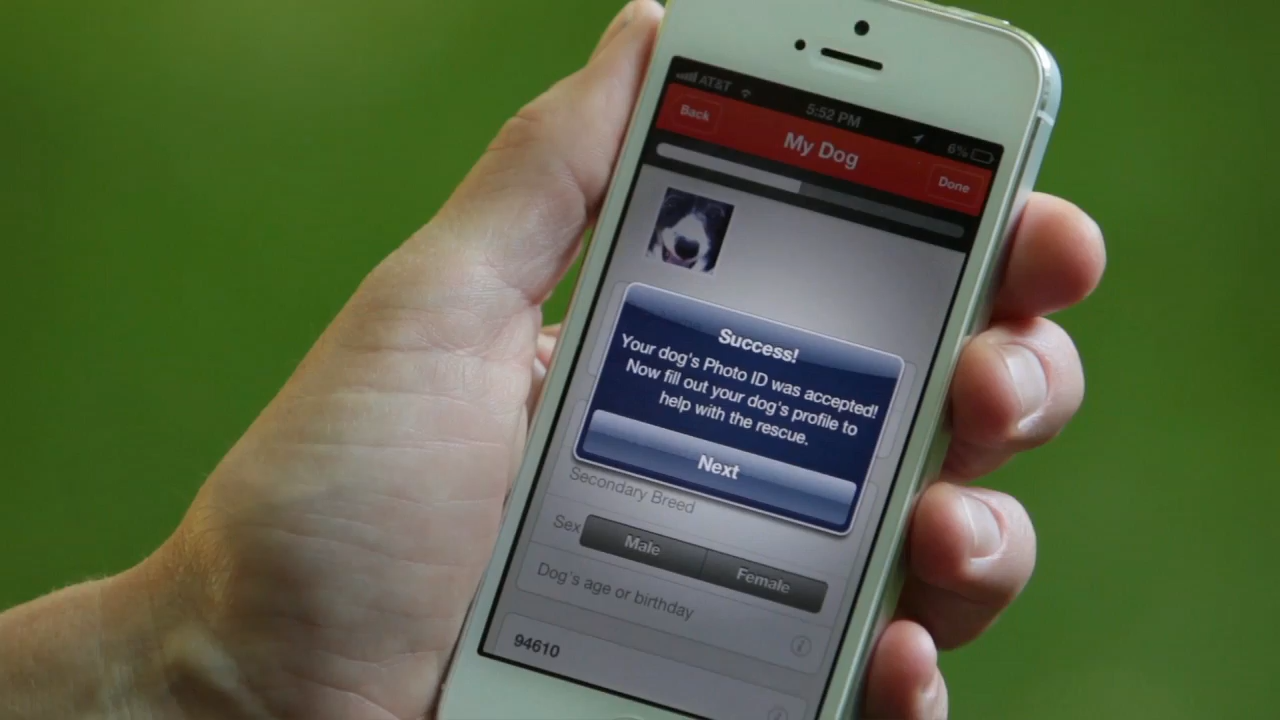 AT&T 5:52 PM 6%
Back My Dog Done
Success!
Your dog's Photo ID was accepted!
Now fill out your dog's profile to
help with the rescue.
Next
Secondary Breed
Sex Male Female
Dog's age or birthday
94610